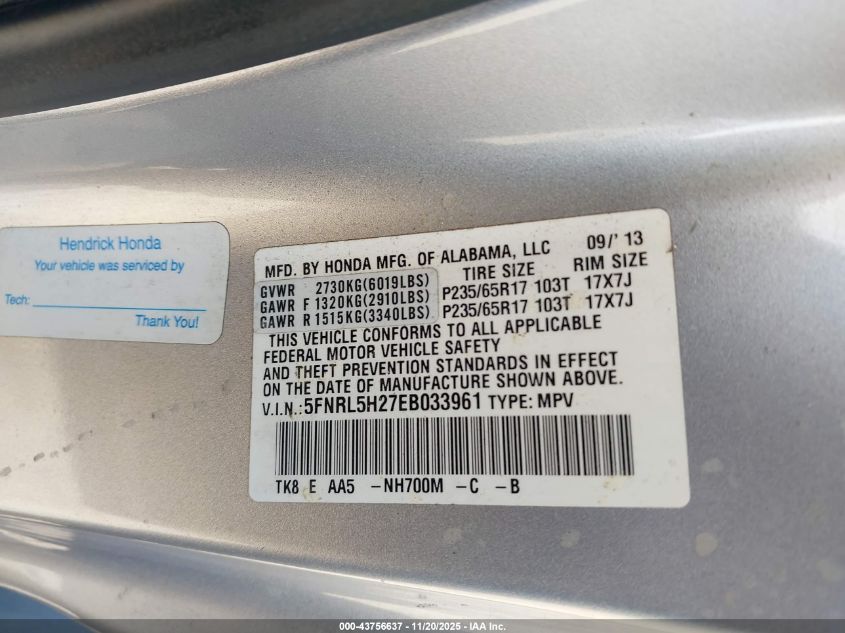 Hendrick Honda
Your vehicle was serviced by
Tech:
Thank You!
MFD. BY HONDA MFG. OF ALABAMA, LLC 09/' 13
TIRE SIZE RIM SIZE
GVWR 2730KG(6019LBS)
GAWR F 1320KG(2910LBS) P235/65R17 103T 17X7J
GAWR R 1515KG(3340LBS) P235/65R17 103T 17X7J
THIS VEHICLE CONFORMS TO ALL APPLICABLE
FEDERAL MOTOR VEHICLE SAFETY
AND THEFT PREVENTION STANDARDS IN EFFECT
ON THE DATE OF MANUFACTURE SHOWN ABOVE.
V.I.N.: 5FNRL5H27EB033961 TYPE: MPV
TK8 E AA5 -NH700M -C -B
000-43756637 - 11/20/2025 - IAA Inc.